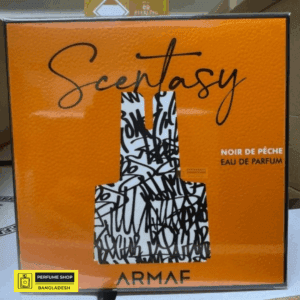 Scentasy
NOIR DE PÊCHE
EAU DE PARFUM
ARMAF
PERFUME SHOP
BANGLADESH